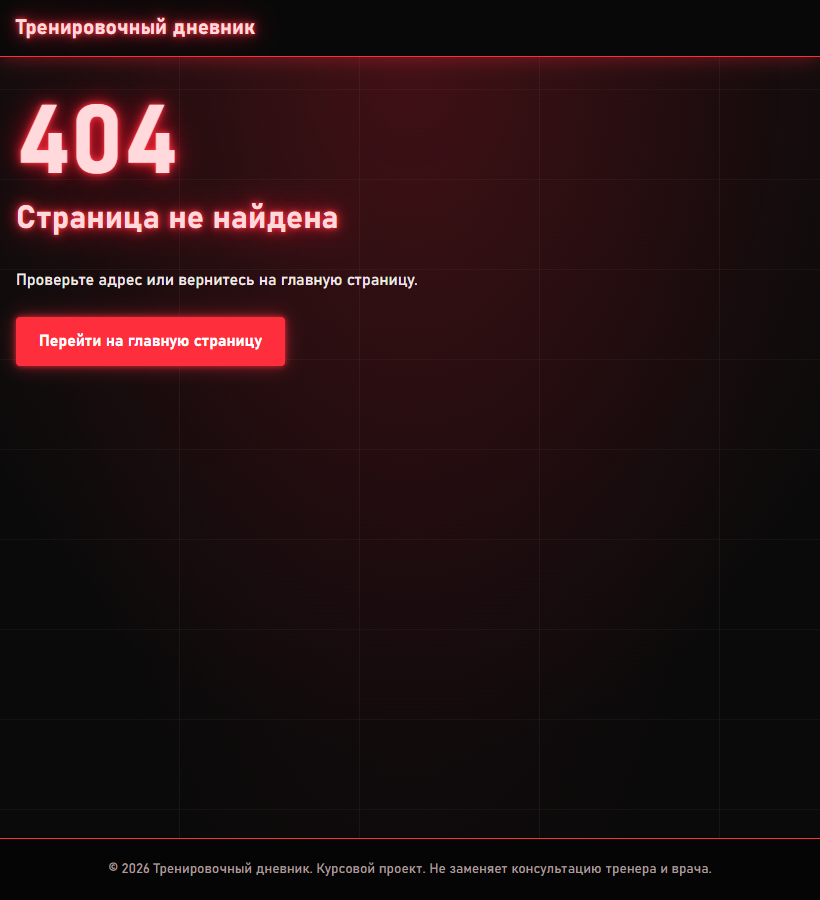 Тренировочный дневник
404
Страница не найдена
Проверьте адрес или вернитесь на главную страницу.
Перейти на главную страницу
© 2026 Тренировочный дневник. Курсовой проект. Не заменяет консультацию тренера и врача.